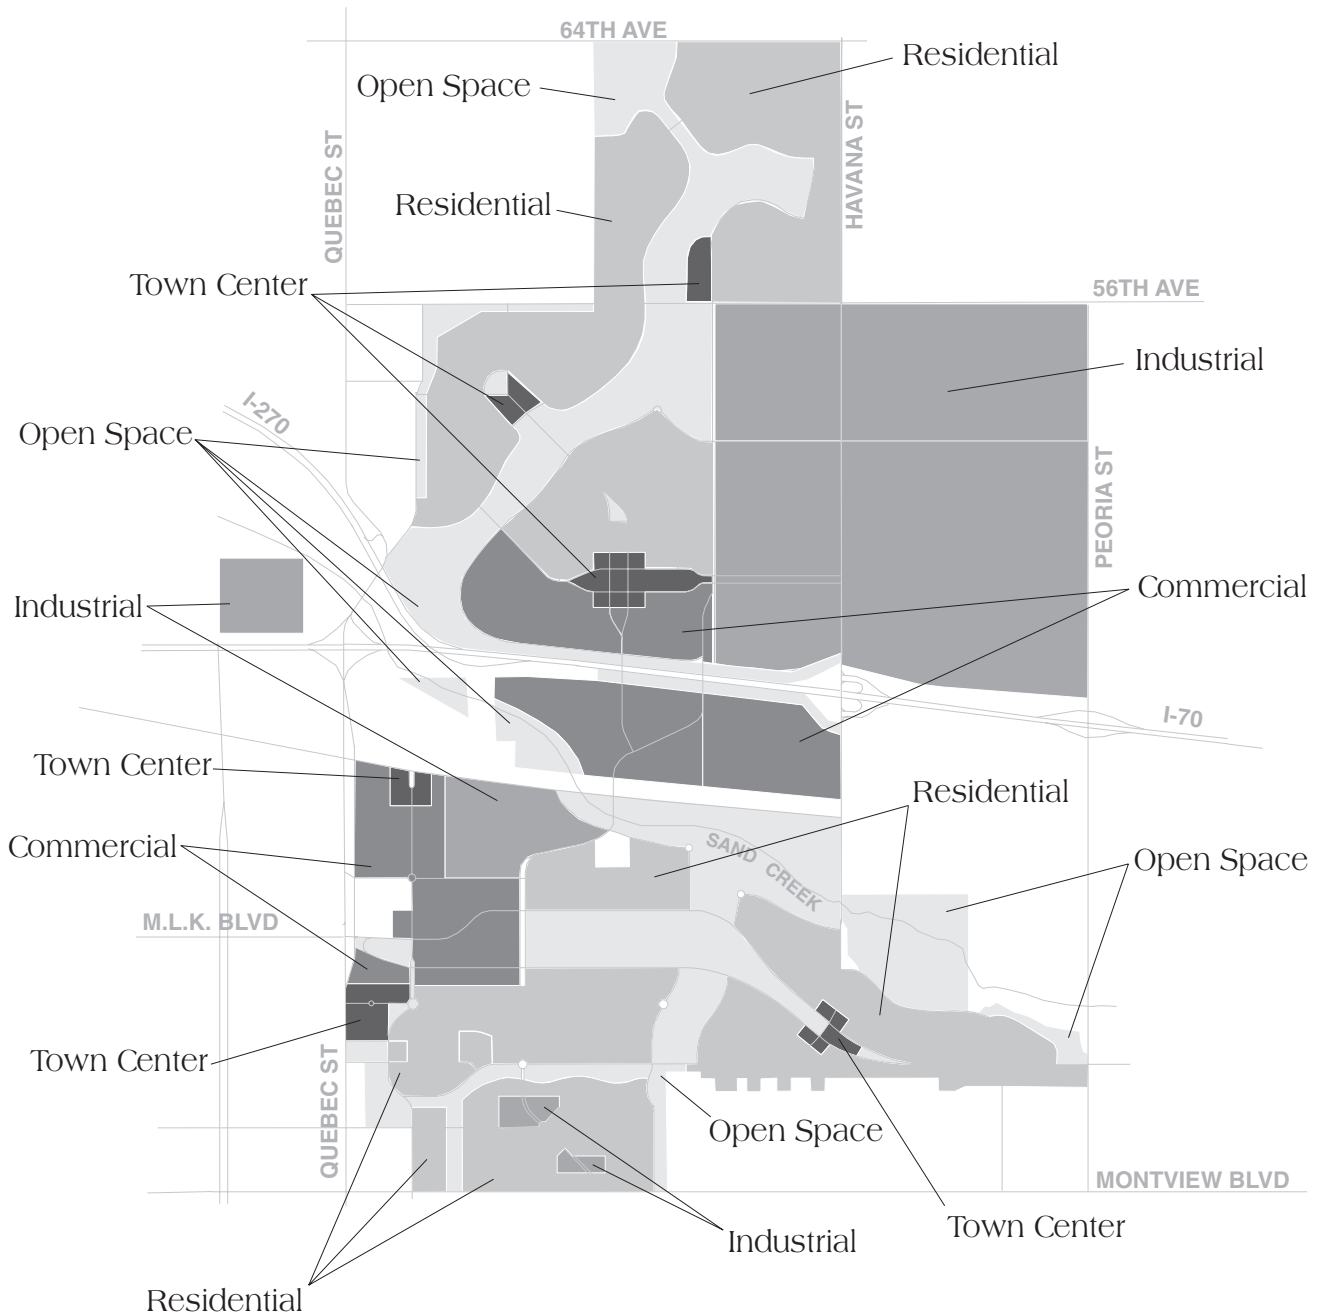 64TH AVE
Residential
Open Space
QUEBEC ST
HAVANA ST
Residential
Town Center
56TH AVE
Industrial
I-270
Open Space
PEORIA ST
Commercial
Industrial
I-70
Town Center
Residential
SAND CREEK
Commercial
Open Space
M.L.K. BLVD
Town Center
QUEBEC ST
Open Space
MONTVIEW BLVD
Town Center
Industrial
Residential